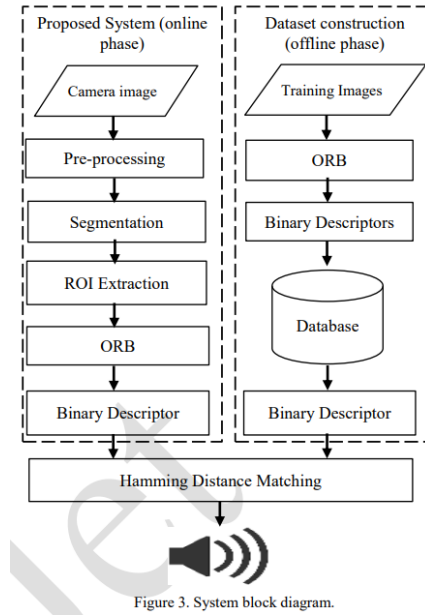 Proposed System (online
phase)
Camera image
Pre-processing
Segmentation
ROI Extraction
ORB
Binary Descriptor
Dataset construction
(offline phase)
Training Images
ORB
Binary Descriptors
Database
Binary Descriptor
Hamming Distance Matching
Figure 3. System block diagram.